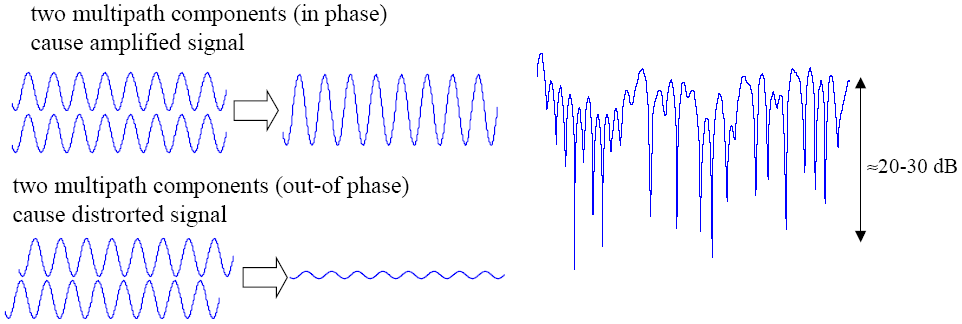 two multipath components (in phase)
cause amplified signal
two multipath components (out-of phase)
cause distrorted signal
≈20-30 dB